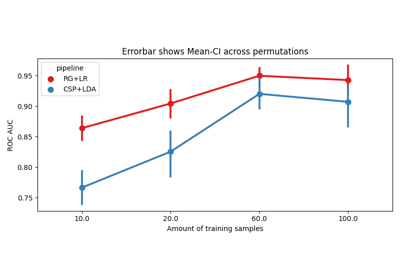 Errorbar shows Mean-CI across permutations
pipeline
RG+LR
CSP+LDA
ROC AUC
0.95
0.90
0.85
0.80
0.75
10.0 20.0 60.0 100.0
Amount of training samples